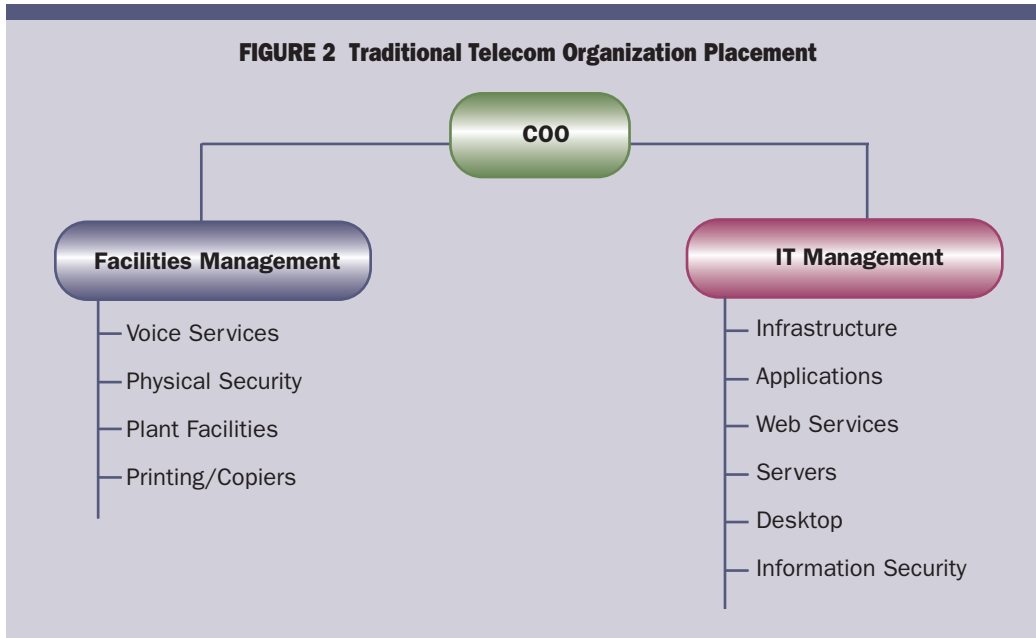 FIGURE 2 Traditional Telecom Organization Placement
COO
Facilities Management
Voice Services
Physical Security
Plant Facilities
Printing/Copiers
IT Management
Infrastructure
Applications
Web Services
Servers
Desktop
Information Security